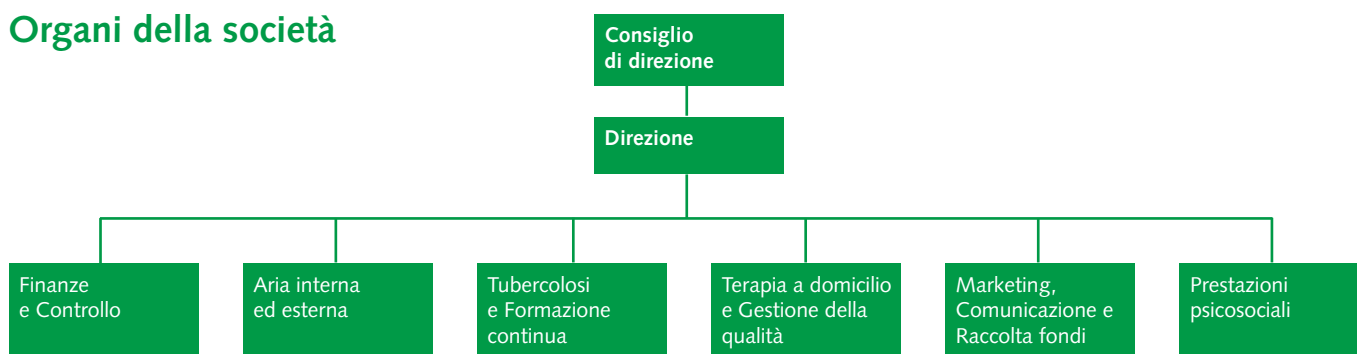 Organi della società
Consiglio
di direzione
Direzione
Finanze
e Controllo
Aria interna
ed esterna
Tubercolosi
e Formazione
continua
Terapia a domicilio
e Gestione della
qualità
Marketing,
Comunicazione e
Raccolta fondi
Prestazioni
psicosociali